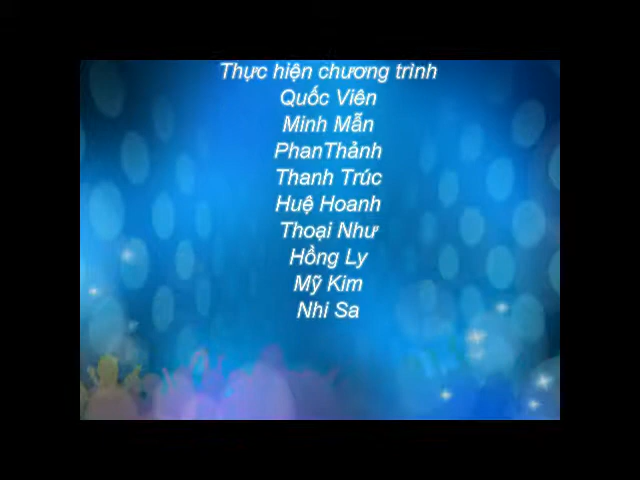 Thực hiện chương trình
Quốc Viên
Minh Mẫn
PhanThảnh
Thanh Trúc
Huệ Hoanh
Thoại Như
Hồng Ly
Mỹ Kim
Nhi Sa